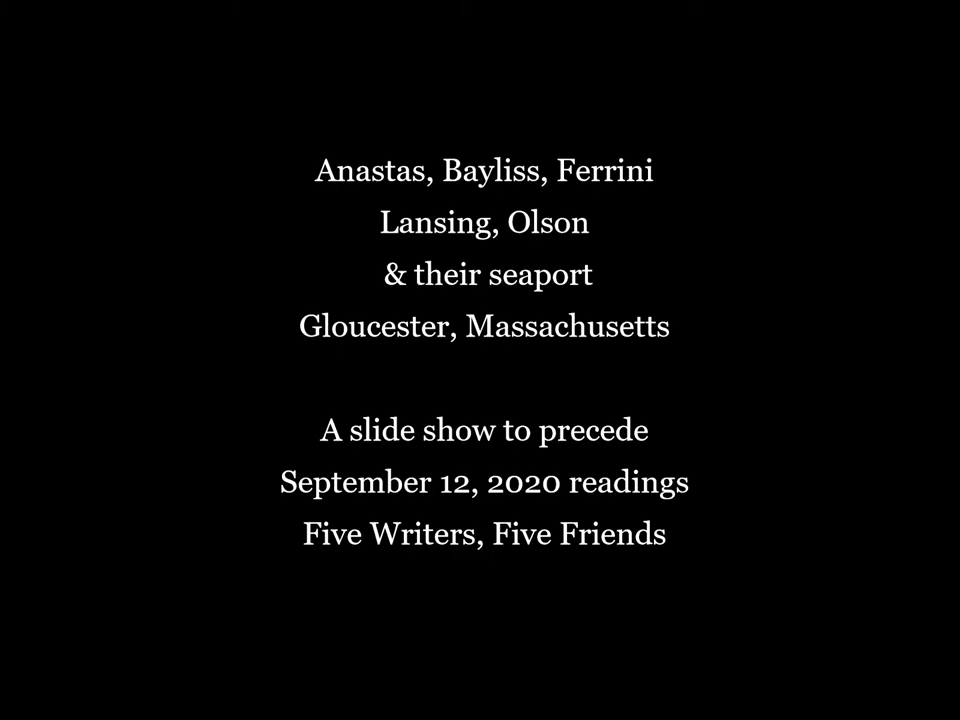 Anastas, Bayliss, Ferrini
Lansing, Olson
& their seaport
Gloucester, Massachusetts
A slide show to precede
September 12, 2020 readings
Five Writers, Five Friends